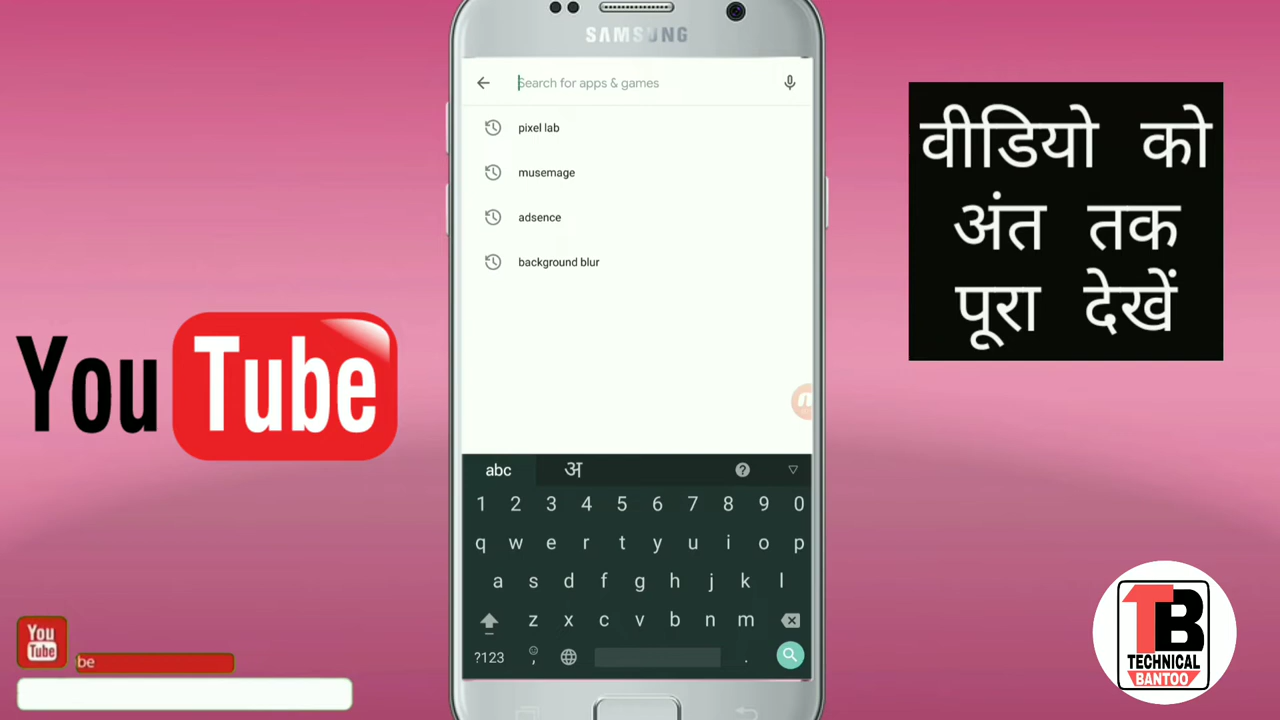 SAMSUNG
Search for apps & games
pixel lab
musemage
adsence
background blur
वीडियो को
अंत तक
पूरा देखें
You Tube
abc अ ?
1 2 3 4 5 6 7 8 9 0
q w e r t y u i o p
a s d f g h j k l
z x c v b n m
?123 , .
You
Tube
be
TB
TECHNICAL
BANTOO